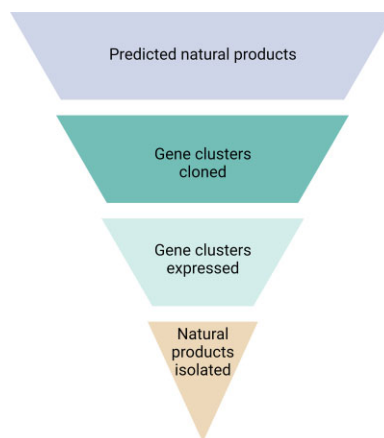 Predicted natural products
Gene clusters
cloned
Gene clusters
expressed
Natural
products
isolated